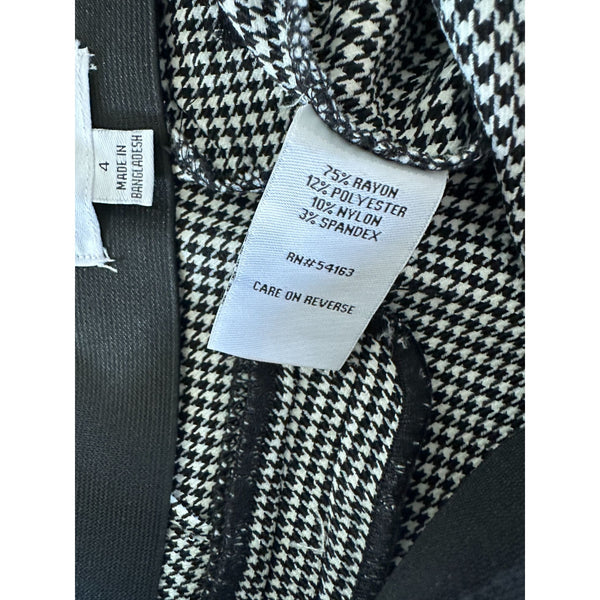 4
MADE IN
BANGLADESH
75% RAYON
12% POLYESTER
10% NYLON
3% SPANDEX
RN#54163
CARE ON REVERSE